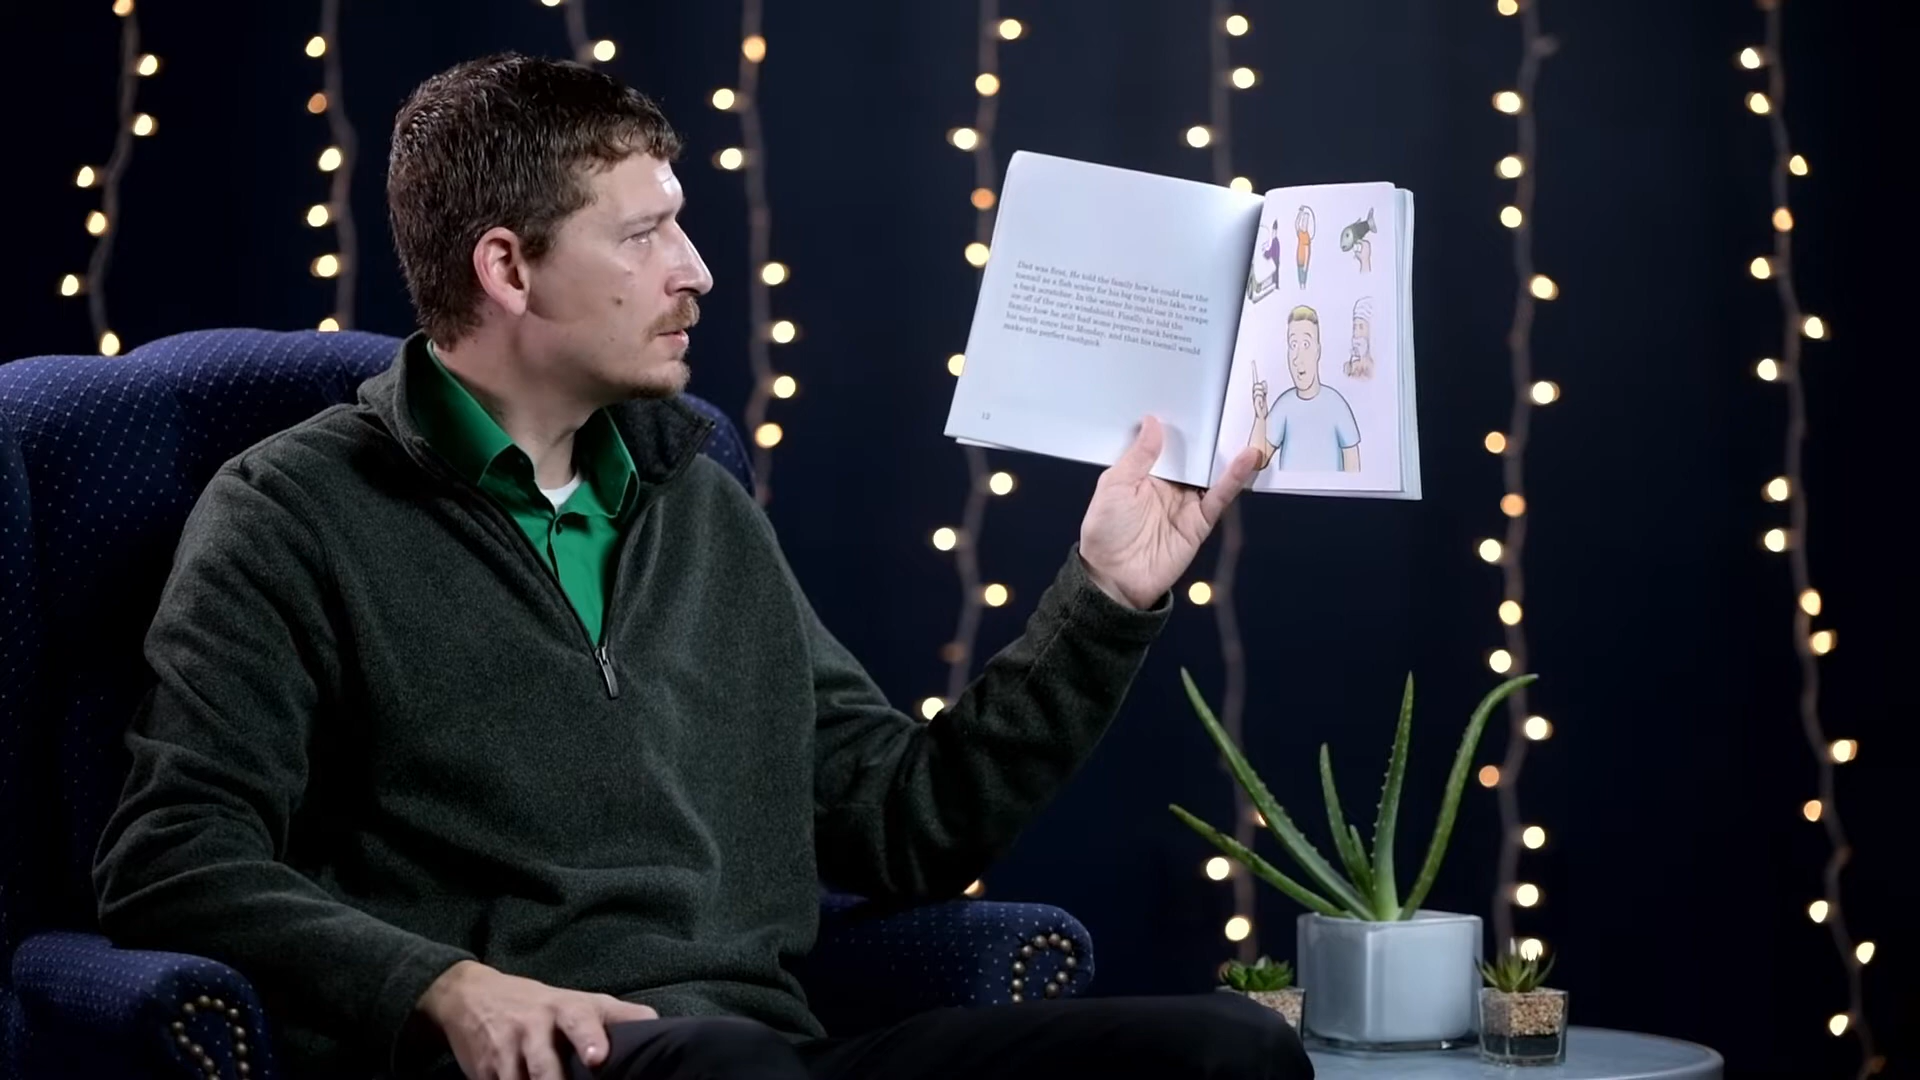 Dad was first. He told the family how he could use the
toenail as a fish scaler for his big trip to the lake, or as
a back scratcher. In the winter he could use it to scrape
ice off of the car's windshield. Finally, he told the
family how he still had some popcorn stuck between
his teeth some last Monday, and that his toenail would
make the perfect toothpick.
12